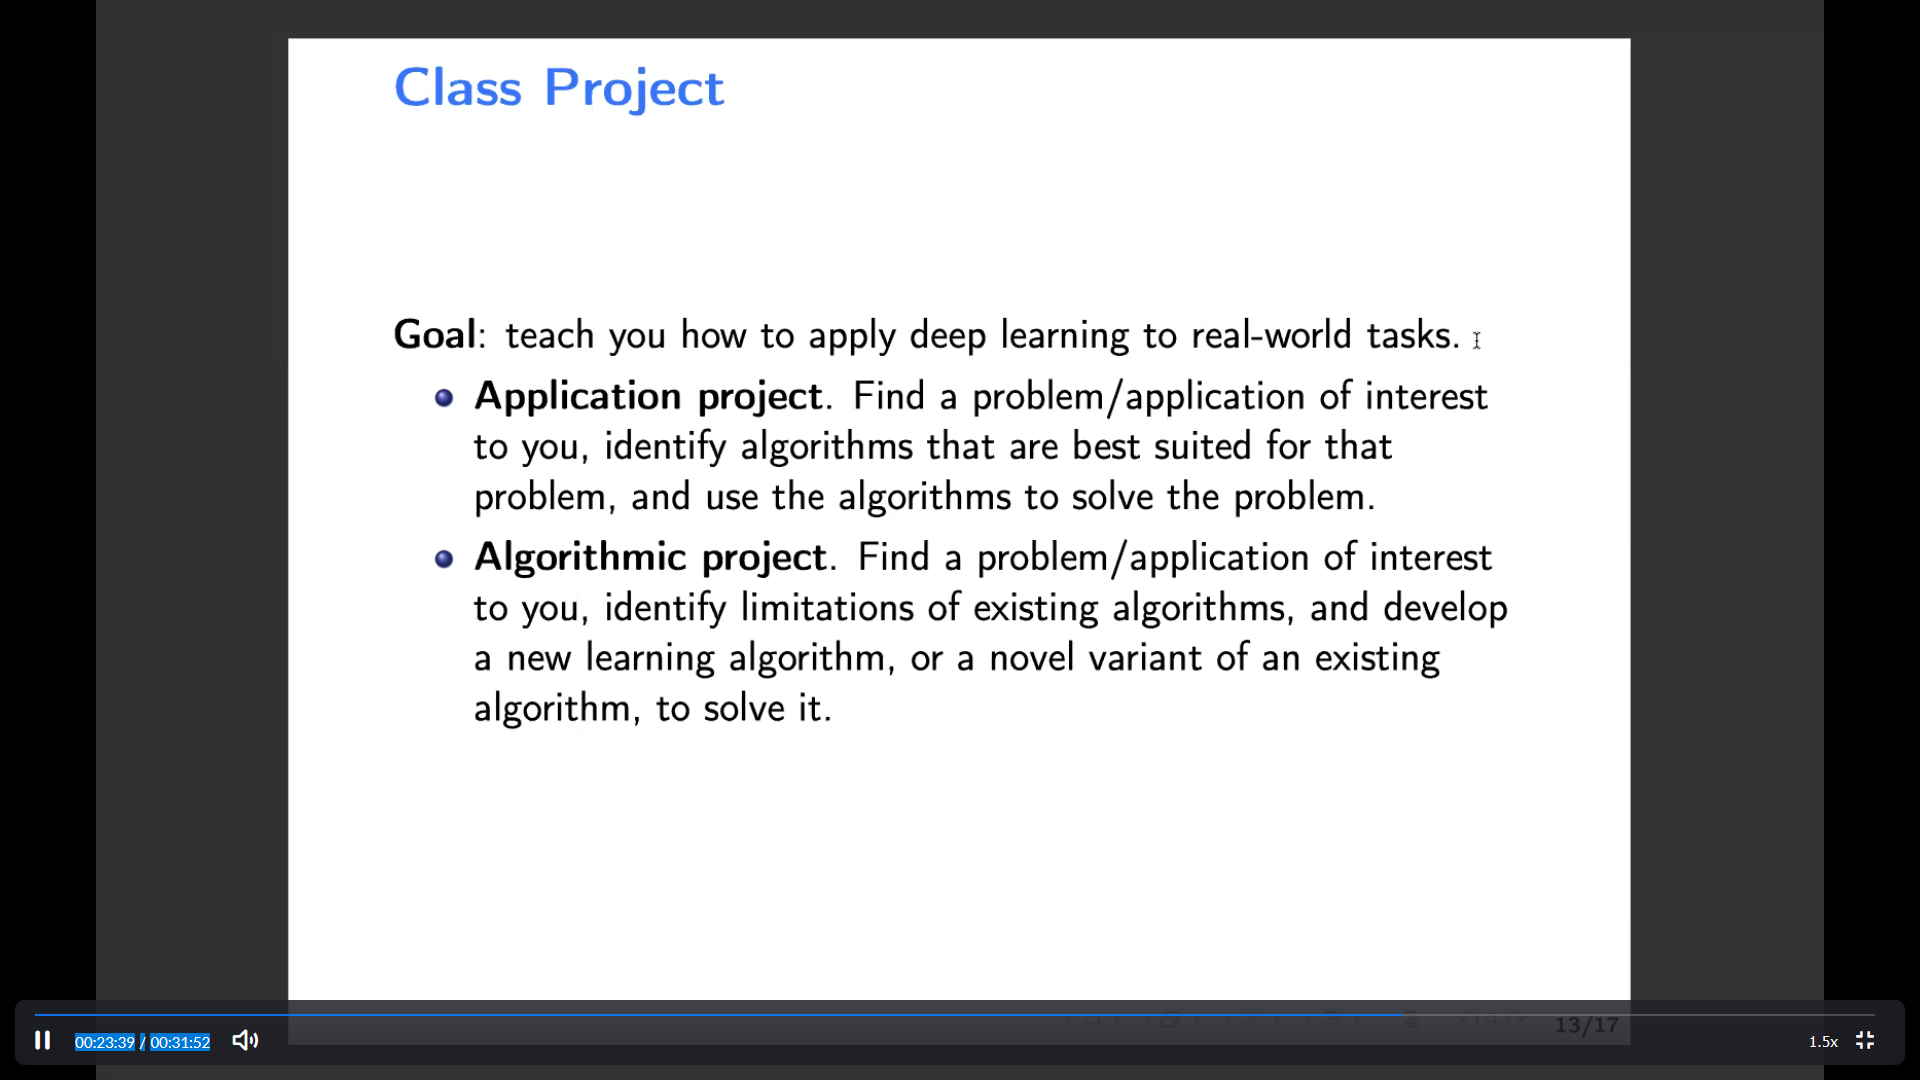 Class Project
Goal: teach you how to apply deep learning to real-world tasks.
Application project. Find a problem/application of interest
to you, identify algorithms that are best suited for that
problem, and use the algorithms to solve the problem.
Algorithmic project. Find a problem/application of interest
to you, identify limitations of existing algorithms, and develop
a new learning algorithm, or a novel variant of an existing
algorithm, to solve it.
13/17
00:23:39 / 00:31:52
1.5x